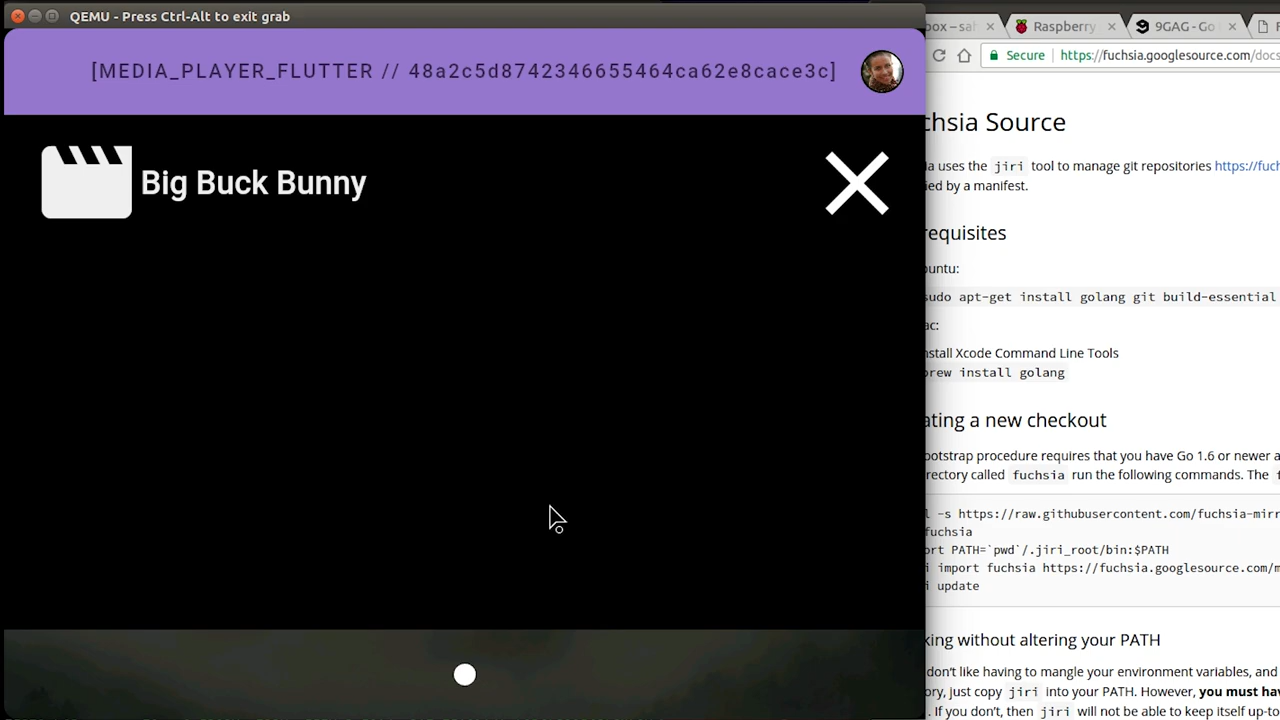 QEMU - Press Ctrl-Alt to exit grab
[MEDIA_PLAYER_FLUTTER // 48a2c5d8742346655464ca62e8cace3c]
Big Buck Bunny
Raspberry
9GAG - Go
Secure
https://fuchsia.googlesource.com/docs
chsia Source
uses the jiri tool to manage git repositories https://fuch
ied by a manifest.
requisites
buntu:
sudo apt-get install golang git build-essential
ac:
nstall Xcode Command Line Tools
brew install golang
ating a new checkout
ootstrap procedure requires that you have Go 1.6 or newer a
rectory called fuchsia run the following commands. The
l -s https://raw.githubusercontent.com/fuchsia-mirr
fuchsia
ort PATH=`pwd`/.jiri_root/bin:$PATH
i import fuchsia https://fuchsia.googlesource.com/m
i update
king without altering your PATH
don't like having to mangle your environment variables, and
ory, just copy jiri into your PATH. However, you must hav
. If you don't, then jiri will not be able to keep itself up-to